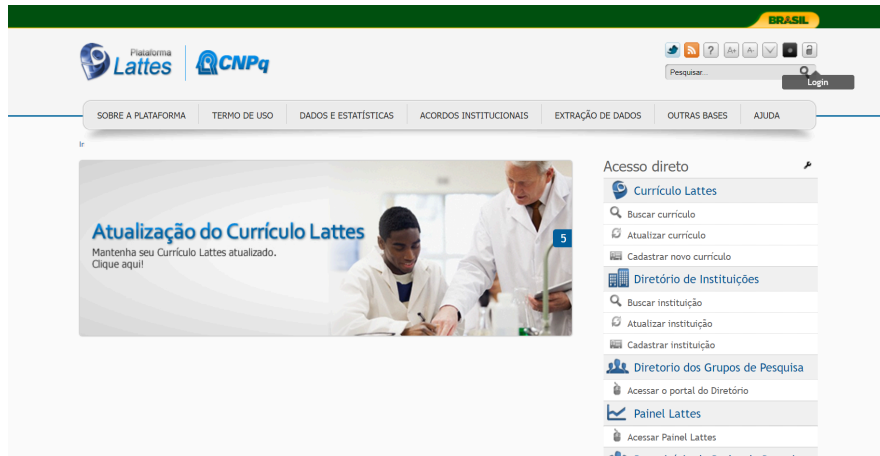 BRASIL
Plataforma
Lattes
CNPq
? A+ A-
Pesquisar...
Login
SOBRE A PLATAFORMA TERMO DE USO DADOS E ESTATÍSTICAS ACORDOS INSTITUCIONAIS EXTRAÇÃO DE DADOS OUTRAS BASES AJUDA
Ir
Atualização do Currículo Lattes
Mantenha seu Currículo Lattes atualizado.
Clique aqui!
5
Acesso direto
Currículo Lattes
Buscar currículo
Atualizar currículo
Cadastrar novo currículo
Diretório de Instituições
Buscar instituição
Atualizar instituição
Cadastrar instituição
Diretorio dos Grupos de Pesquisa
Acessar o portal do Diretório
Painel Lattes
Acessar Painel Lattes